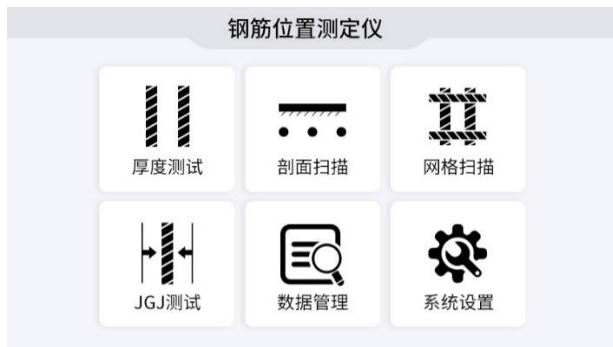 钢筋位置测定仪
厚度测试
剖面扫描
网格扫描
JGJ测试
数据管理
系统设置